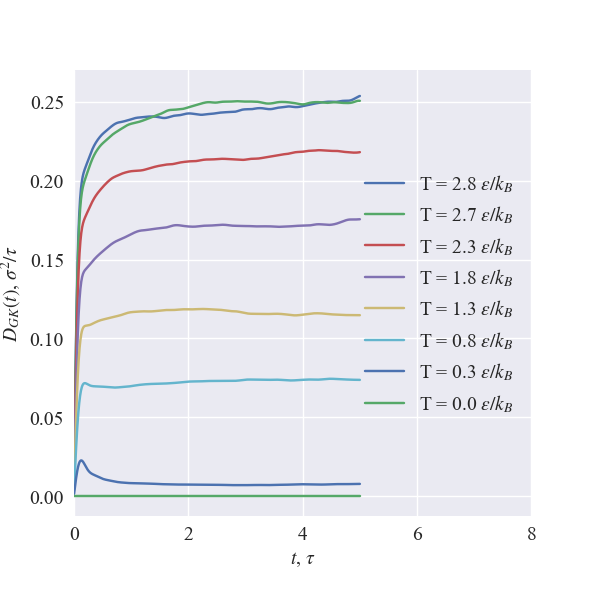 0.25
0.20
0.15
0.10
0.05
0.00
0 2 4 6 8
D_{GK}(t), σ²/τ
t, τ
T = 2.8 ε/k_B
T = 2.7 ε/k_B
T = 2.3 ε/k_B
T = 1.8 ε/k_B
T = 1.3 ε/k_B
T = 0.8 ε/k_B
T = 0.3 ε/k_B
T = 0.0 ε/k_B